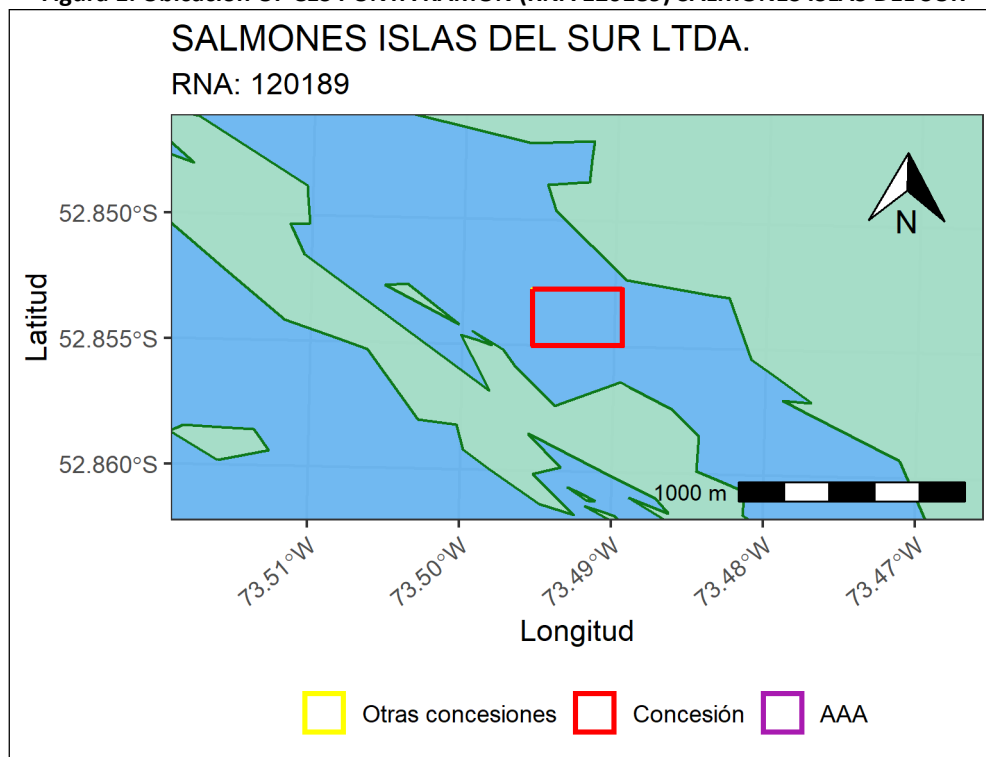 SALMONES ISLAS DEL SUR LTDA.
RNA: 120189
52.850°S
52.855°S
52.860°S
Latitud
N
1000 m
73.51°W
73.50°W
73.49°W
73.48°W
73.47°W
Longitud
Otras concesiones
Concesión
AAA